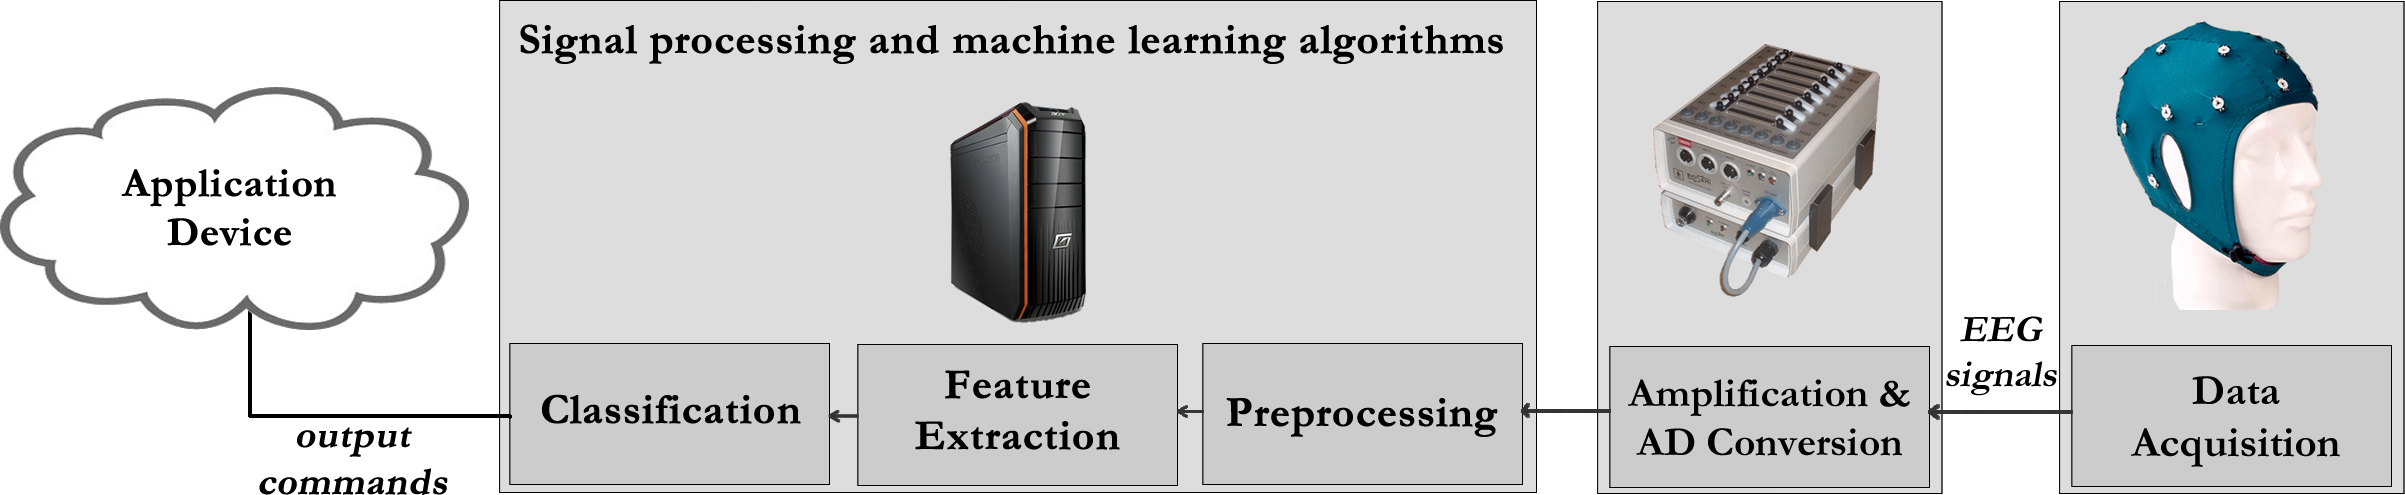 Signal processing and machine learning algorithms
Application
Device
output
commands
Classification
Feature
Extraction
Preprocessing
Amplification &
AD Conversion
EEG
signals
Data
Acquisition